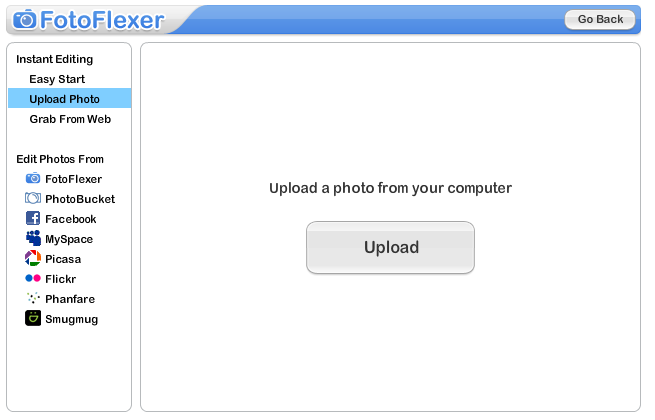 FotoFlexer
Go Back
Instant Editing
Easy Start
Upload Photo
Grab From Web
Edit Photos From
FotoFlexer
PhotoBucket
Facebook
MySpace
Picasa
Flickr
Phanfare
Smugmug
Upload a photo from your computer
Upload